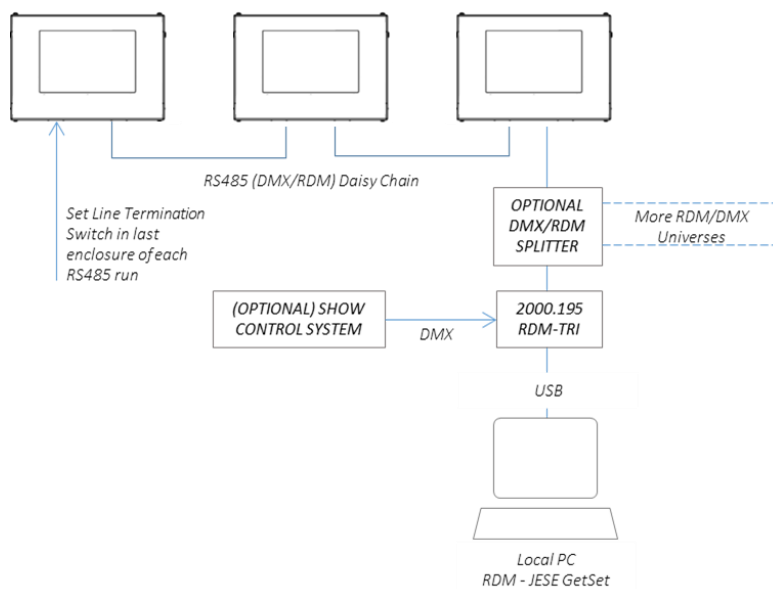 RS485 (DMX/RDM) Daisy Chain
Set Line Termination
Switch in last
enclosure of each
RS485 run
OPTIONAL
DMX/RDM
SPLITTER
More RDM/DMX
Universes
(OPTIONAL) SHOW
CONTROL SYSTEM
DMX
2000.195
RDM-TRI
USB
Local PC
RDM - JESE GetSet